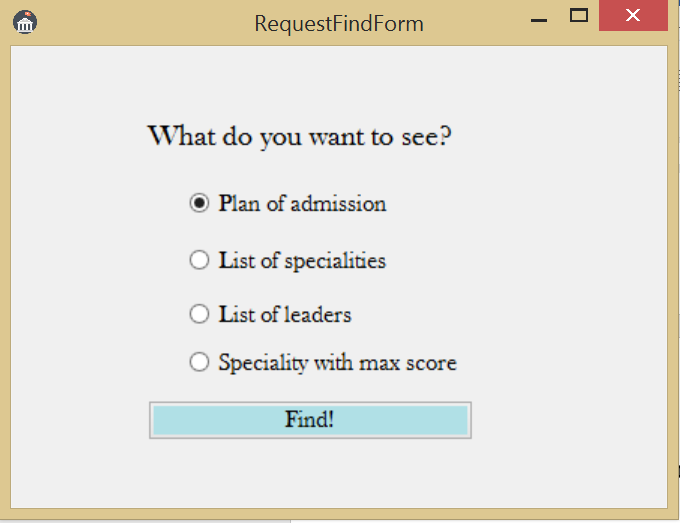 RequestFindForm
What do you want to see?
Plan of admission
List of specialities
List of leaders
Speciality with max score
Find!